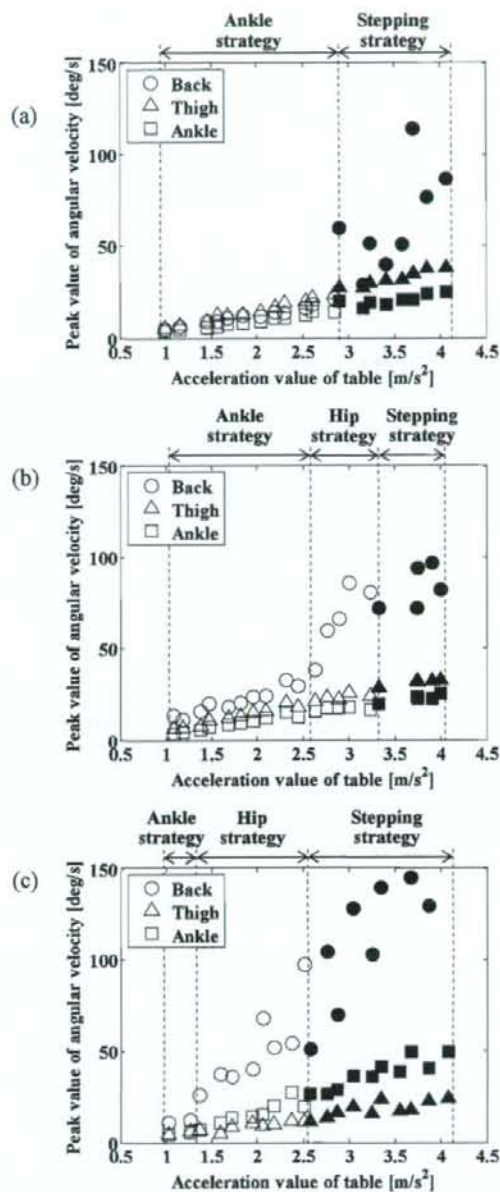 Ankle strategy
Stepping strategy
(a)
Peak value of angular velocity [deg/s]
150
100
50
0
Back
Thigh
Ankle
0.5 1 1.5 2 2.5 3 3.5 4 4.5
Acceleration value of table [m/s²]
Ankle strategy
Hip strategy
Stepping strategy
(b)
Peak value of angular velocity [deg/s]
150
100
50
0
Back
Thigh
Ankle
0.5 1 1.5 2 2.5 3 3.5 4 4.5
Acceleration value of table [m/s²]
Ankle strategy
Hip strategy
Stepping strategy
(c)
Peak value of angular velocity [deg/s]
150
100
50
0
Back
Thigh
Ankle
0.5 1 1.5 2 2.5 3 3.5 4 4.5
Acceleration value of table [m/s²]